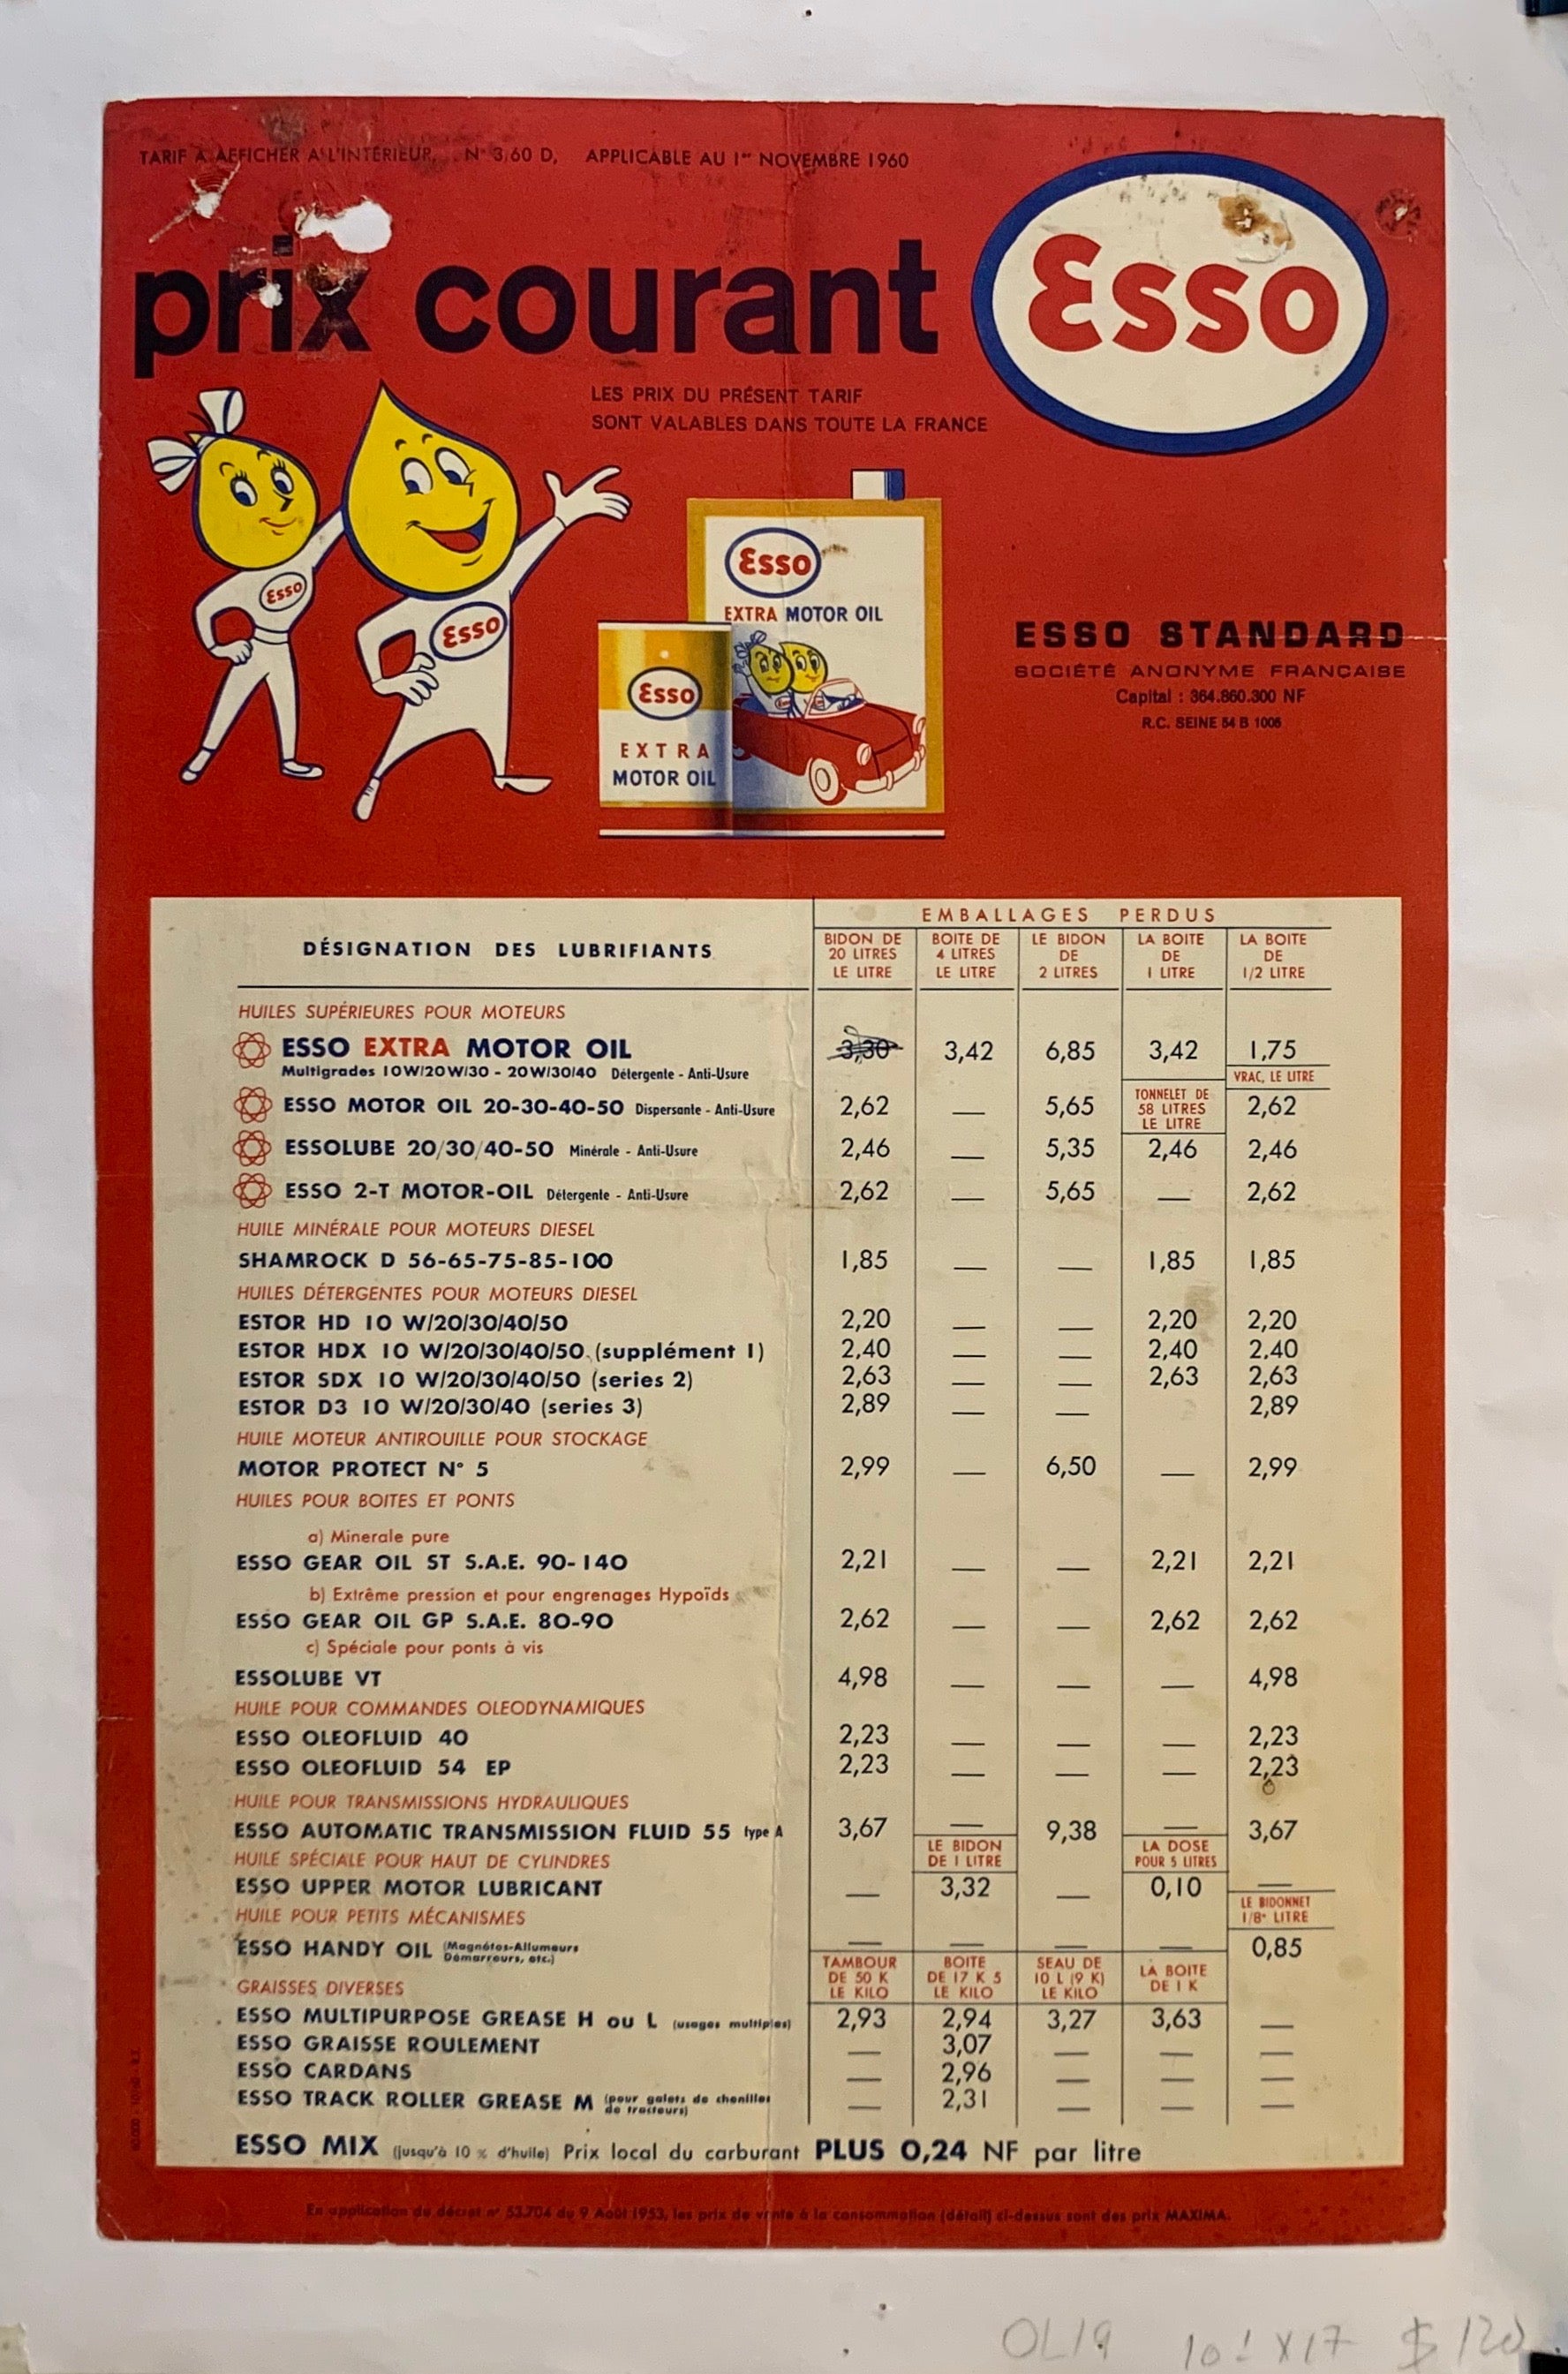 TARIF A AFFICHER A L'INTÉRIEUR, N° 3,60 D, APPLICABLE AU 1er NOVEMBRE 1960
prix courant
Esso
LES PRIX DU PRÉSENT TARIF
SONT VALABLES DANS TOUTE LA FRANCE
Esso
Esso
Esso
EXTRA MOTOR OIL
Esso
EXTRA
MOTOR OIL
ESSO STANDARD
SOCIÉTÉ ANONYME FRANÇAISE
Capital : 364.860.300 NF
R.C. SEINE 54 B 1005
DÉSIGNATION DES LUBRIFIANTS
EMBALLAGES PERDUS
BIDON DE 20 LITRES LE LITRE
BOITE DE 4 LITRES LE LITRE
LE BIDON DE 2 LITRES
LA BOITE DE 1 LITRE
LA BOITE DE 1/2 LITRE
HUILES SUPÉRIEURES POUR MOTEURS
ESSO EXTRA MOTOR OIL 3,30 3,42 6,85 3,42 1,75
Multigrades 10W/20W/30 - 20W/30/40 Détergente - Anti-Usure
VRAC, LE LITRE
TONNELET DE 58 LITRES LE LITRE
ESSO MOTOR OIL 20-30-40-50 Dispersante - Anti-Usure 2,62 — 5,65 2,62
ESSOLUBE 20/30/40-50 Minérale - Anti-Usure 2,46 — 5,35 2,46 2,46
ESSO 2-T MOTOR-OIL Détergente - Anti-Usure 2,62 — 5,65 — 2,62
HUILE MINÉRALE POUR MOTEURS DIESEL
SHAMROCK D 56-65-75-85-100 1,85 — — 1,85 1,85
HUILES DÉTERGENTES POUR MOTEURS DIESEL
ESTOR HD 10 W/20/30/40/50 2,20 — — 2,20 2,20
ESTOR HDX 10 W/20/30/40/50 (supplément 1) 2,40 — — 2,40 2,40
ESTOR SDX 10 W/20/30/40/50 (series 2) 2,63 — — 2,63 2,63
ESTOR D3 10 W/20/30/40 (series 3) 2,89 — — 2,89
HUILE MOTEUR ANTIROUILLE POUR STOCKAGE
MOTOR PROTECT N° 5 2,99 — 6,50 — 2,99
HUILES POUR BOITES ET PONTS
a) Minerale pure
ESSO GEAR OIL ST S.A.E. 90-140 2,21 — — 2,21 2,21
b) Extrême pression et pour engrenages Hypoïds
ESSO GEAR OIL GP S.A.E. 80-90 2,62 — — 2,62 2,62
c) Spéciale pour ponts à vis
ESSOLUBE VT 4,98 — — — 4,98
HUILE POUR COMMANDES OLEODYNAMIQUES
ESSO OLEOFLUID 40 2,23 — — — 2,23
ESSO OLEOFLUID 54 EP 2,23 — — — 2,23
HUILE POUR TRANSMISSIONS HYDRAULIQUES
ESSO AUTOMATIC TRANSMISSION FLUID 55 type A 3,67 — 9,38 — 3,67
LE BIDON DE 1 LITRE
LA DOSE POUR 5 LITRES
HUILE SPÉCIALE POUR HAUT DE CYLINDRES
ESSO UPPER MOTOR LUBRICANT — 3,32 — 0,10 —
LE BIDONNET 1/8e LITRE
HUILE POUR PETITS MÉCANISMES
ESSO HANDY OIL (Magnétos-Allumeurs Démarreurs, etc.) — — — — 0,85
TAMBOUR DE 50 K LE KILO
BOITE DE 17 K 5 LE KILO
SEAU DE 10 L (9 K) LE KILO
LA BOITE DE 1 K
GRAISSES DIVERSES
ESSO MULTIPURPOSE GREASE H OU L (usages multiples) 2,93 2,94 3,27 3,63 —
ESSO GRAISSE ROULEMENT — 3,07 — — —
ESSO CARDANS — 2,96 — — —
ESSO TRACK ROLLER GREASE M (pour galets de chenilles de tracteurs) — 2,31 — — —
ESSO MIX (jusqu'à 10 % d'huile) Prix local du carburant PLUS 0,24 NF par litre
En application du décret n° 53.704 du 9 Août 1953, les prix de vente à la consommation (détail) ci-dessus sont des prix MAXIMA.
OL19 10½ X 17 $ 120